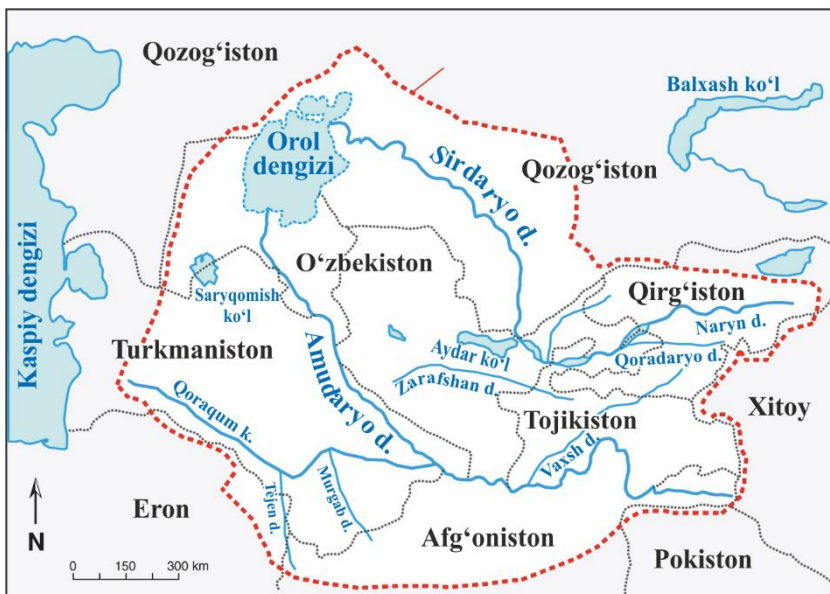 Qozog‘iston
Balxash ko‘l
Orol
dengizi
Sirdaryo d.
Qozog‘iston
Kaspiy dengizi
O‘zbekiston
Saryqomish
ko‘l
Qirg‘iston
Naryn d.
Turkmaniston
Amudaryo d.
Aydar ko‘l
Qoradaryo d.
Zarafshan d.
Qoraqum k.
Tojikiston
Xitoy
Vaxsh d.
Eron
Tejen d.
Murgab d.
Afg‘oniston
Pokiston
N
0 150 300 km